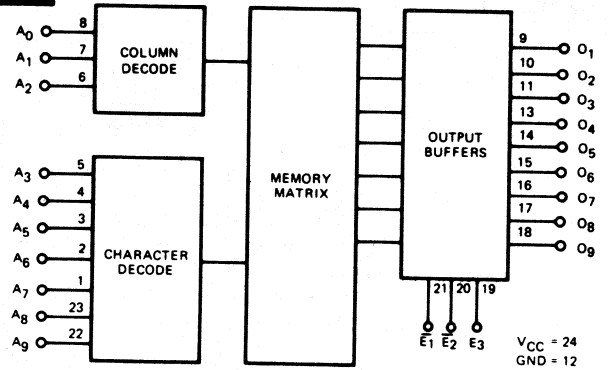 A0 8
A1 7
A2 6
COLUMN
DECODE
A3 5
A4 4
A5 3
A6 2
A7 1
A8 23
A9 22
CHARACTER
DECODE
MEMORY
MATRIX
OUTPUT
BUFFERS
9 O1
10 O2
11 O3
13 O4
14 O5
15 O6
16 O7
17 O8
18 O9
21 20 19
E̅1 E̅2 E3
VCC = 24
GND = 12